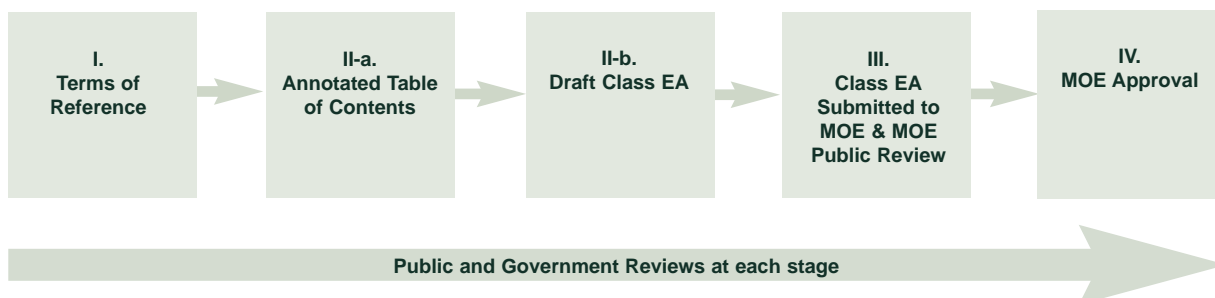 I.
Terms of
Reference
II-a.
Annotated Table
of Contents
II-b.
Draft Class EA
III.
Class EA
Submitted to
MOE & MOE
Public Review
IV.
MOE Approval
Public and Government Reviews at each stage